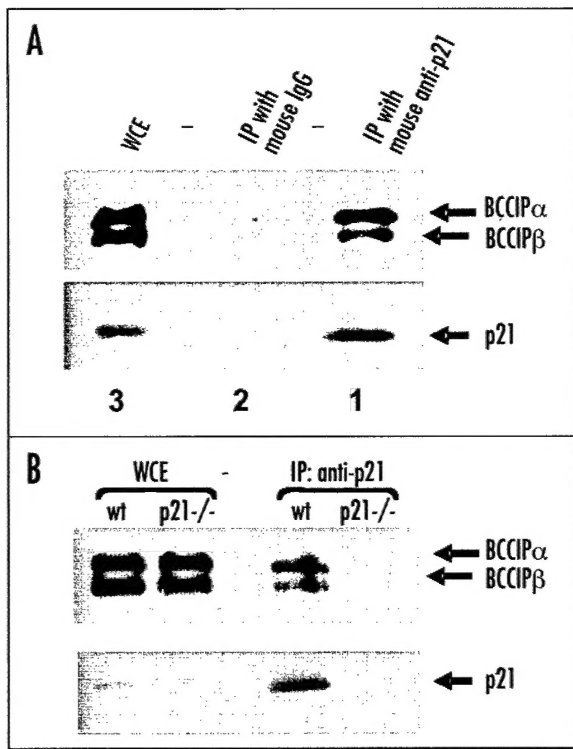 A
WCE
–
IP with
mouse IgG
–
IP with
mouse anti-p21
BCCIPα
BCCIPβ
p21
3 2 1
B
WCE - IP: anti-p21
wt p21-/- wt p21-/-
BCCIPα
BCCIPβ
p21